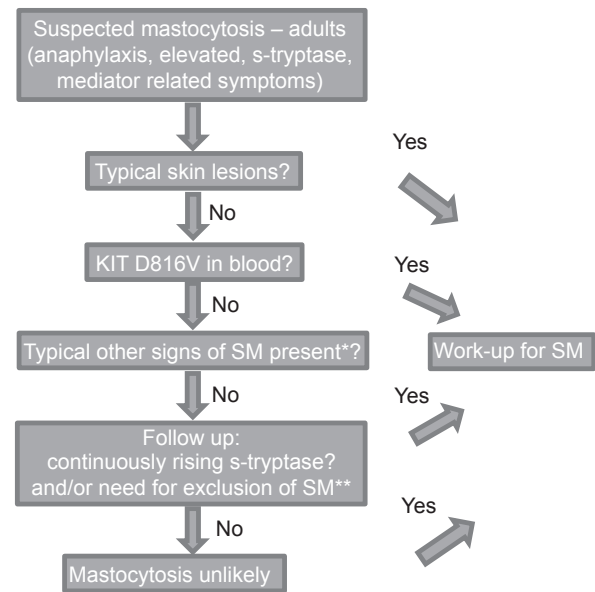 Suspected mastocytosis – adults
(anaphylaxis, elevated, s-tryptase,
mediator related symptoms)
Yes
Typical skin lesions?
No
KIT D816V in blood?
Yes
No
Typical other signs of SM present*?
Work-up for SM
No
Yes
Follow up:
continuously rising s-tryptase?
and/or need for exclusion of SM**
Yes
No
Mastocytosis unlikely